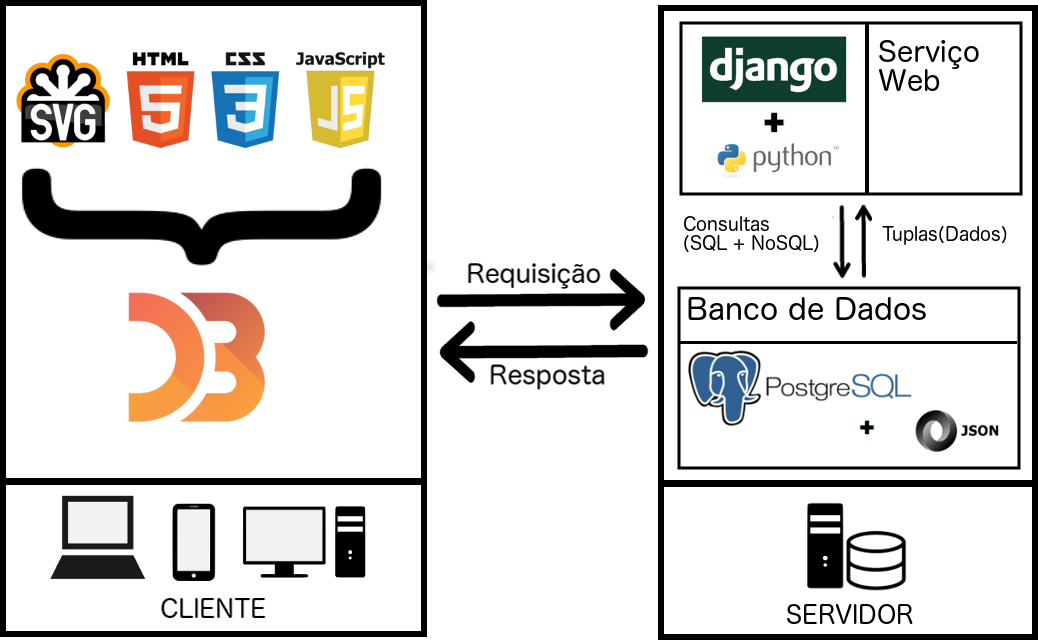 HTML
CSS
JavaScript
SVG
5
3
JS
D3
CLIENTE
Requisição
Resposta
django
+
python™
Serviço
Web
Consultas
(SQL + NoSQL)
Tuplas(Dados)
Banco de Dados
PostgreSQL
+
JSON
SERVIDOR